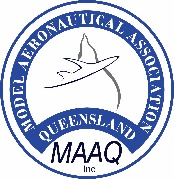 MODEL AERONAUTICAL ASSOCIATION
QUEENSLAND
MAAQ
Inc